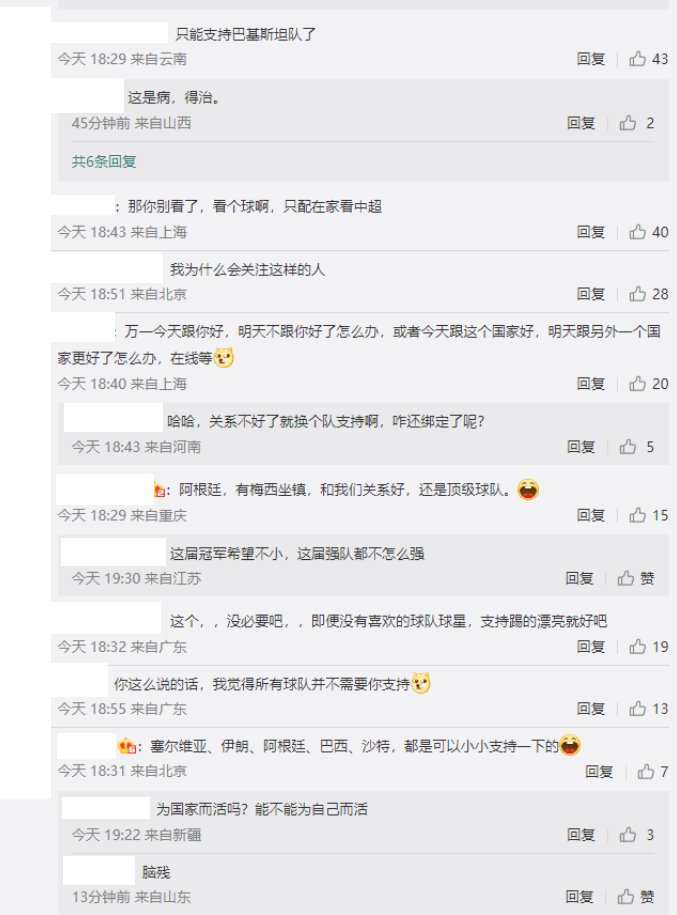 只能支持巴基斯坦队了
今天 18:29 来自云南 回复 43
这是病，得治。
45分钟前 来自山西 回复 2
共6条回复
：那你别看了，看个球啊，只配在家看中超
今天 18:43 来自上海 回复 40
我为什么会关注这样的人
今天 18:51 来自北京 回复 28
：万一今天跟你好，明天不跟你好了怎么办，或者今天跟这个国家好，明天跟另外一个国
家更好了怎么办，在线等
今天 18:40 来自上海 回复 20
哈哈，关系不好了就换个队支持啊，咋还绑定了呢?
今天 18:43 来自河南 回复 5
：阿根廷，有梅西坐镇，和我们关系好，还是顶级球队。
今天 18:29 来自重庆 回复 15
这届冠军希望不小，这届强队都不怎么强
今天 19:30 来自江苏 回复 赞
这个，，没必要吧，，即便没有喜欢的球队球星，支持踢的漂亮就好吧
今天 18:32 来自广东 回复 19
你这么说的话，我觉得所有球队并不需要你支持
今天 18:55 来自广东 回复 13
：塞尔维亚、伊朗、阿根廷、巴西、沙特，都是可以小小支持一下的
今天 18:31 来自北京 回复 7
为国家而活吗？能不能为自己而活
今天 19:22 来自新疆 回复 3
脑残
13分钟前 来自山东 回复 赞